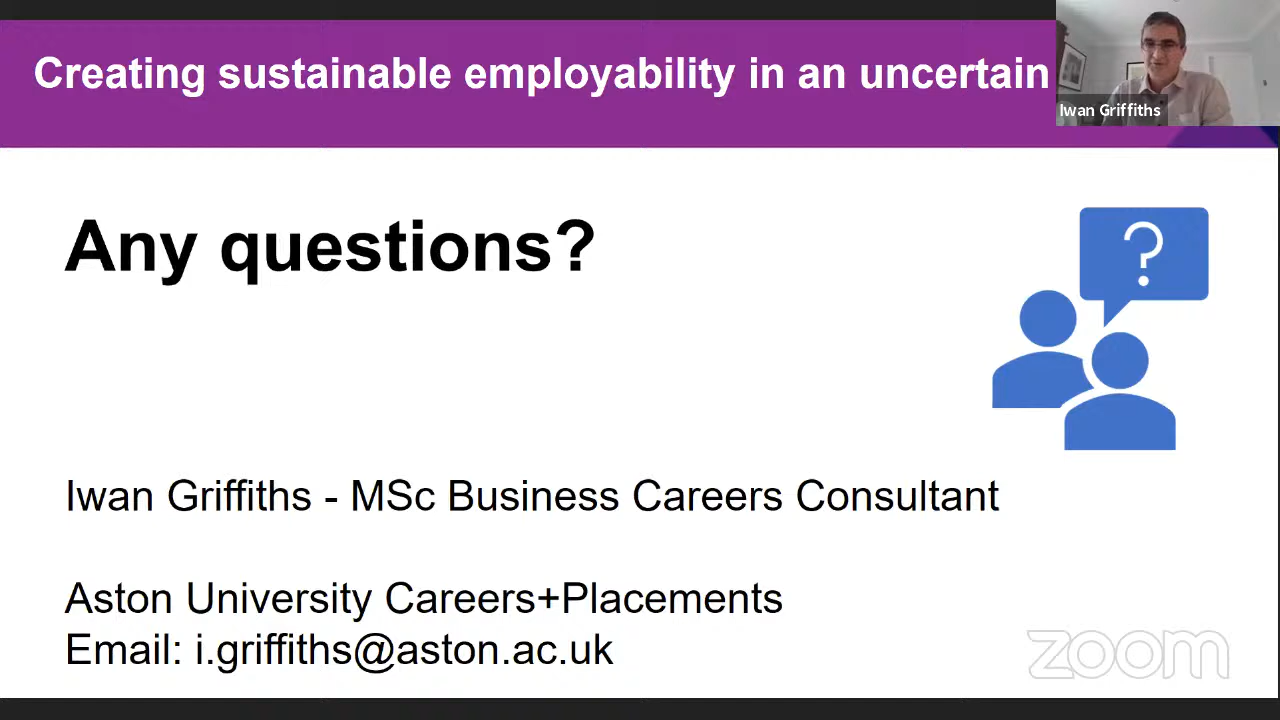 Creating sustainable employability in an uncertain
Iwan Griffiths
Any questions?
?
Iwan Griffiths - MSc Business Careers Consultant
Aston University Careers+Placements
Email: i.griffiths@aston.ac.uk
zoom